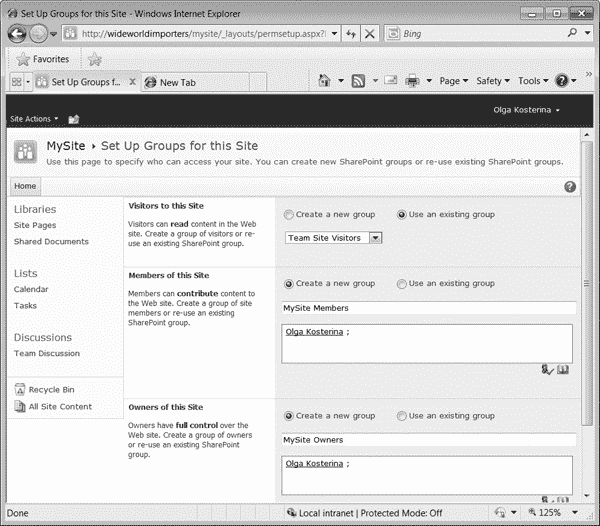 Set Up Groups for this Site - Windows Internet Explorer
http://wideworldimporters/mysite/_layouts/permsetup.aspx?
Bing
Favorites
Set Up Groups f...
New Tab
Page
Safety
Tools
Olga Kosterina
Site Actions
MySite
Set Up Groups for this Site
Use this page to specify who can access your site. You can create new SharePoint groups or re-use existing SharePoint groups.
Home
Libraries
Site Pages
Shared Documents
Lists
Calendar
Tasks
Discussions
Team Discussion
Recycle Bin
All Site Content
Visitors to this Site
Visitors can read content in the Web
site. Create a group of visitors or re-
use an existing SharePoint group.
Create a new group
Use an existing group
Team Site Visitors
Members of this Site
Members can contribute content to
the Web site. Create a group of site
members or re-use an existing
SharePoint group.
Create a new group
Use an existing group
MySite Members
Olga Kosterina ;
Owners of this Site
Owners have full control over the
Web site. Create a group of owners
or re-use an existing SharePoint
group.
Create a new group
Use an existing group
MySite Owners
Olga Kosterina ;
Done
Local intranet | Protected Mode: Off
125%